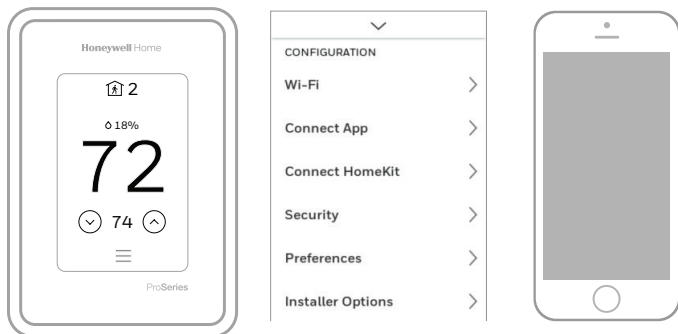 Honeywell Home
2
18%
72
74
ProSeries
CONFIGURATION
Wi-Fi
Connect App
Connect HomeKit
Security
Preferences
Installer Options